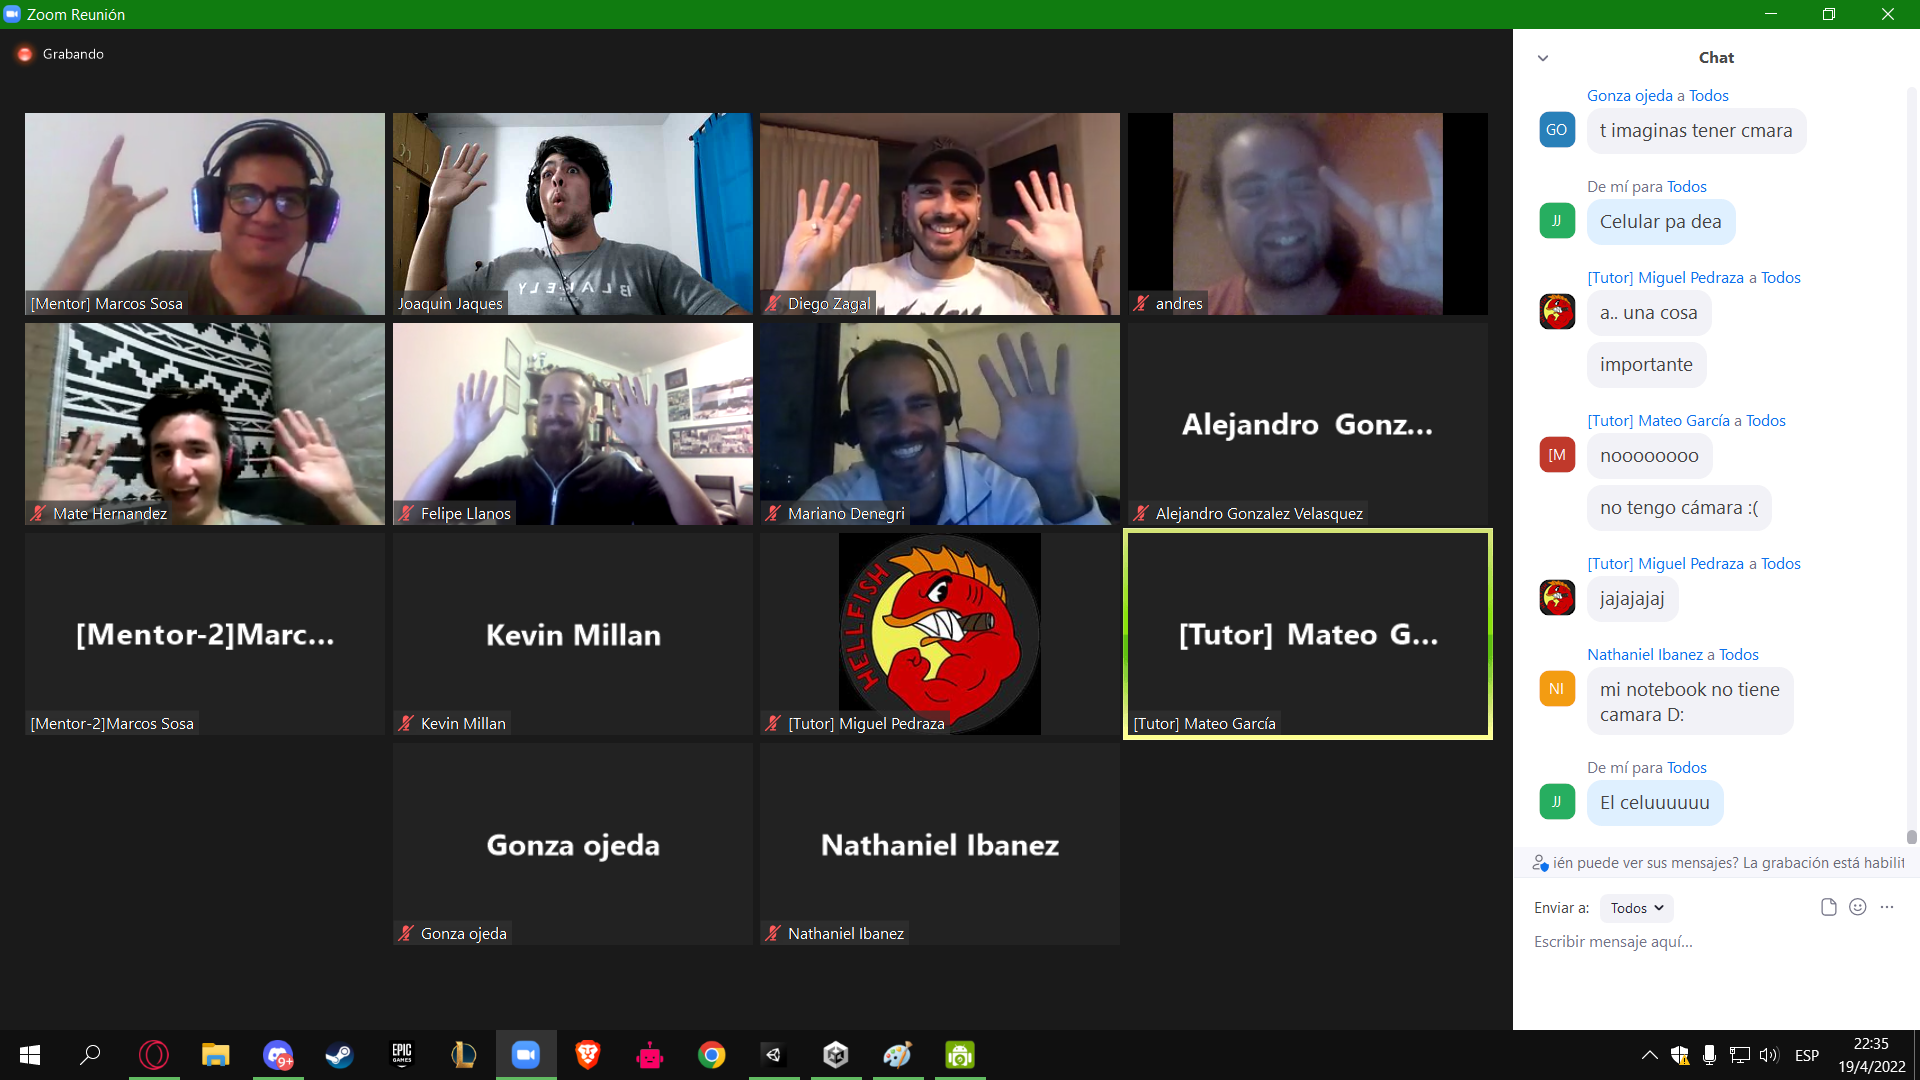 Zoom Reunión
Grabando
[Mentor] Marcos Sosa
Joaquin Jaques
BLAKELY
Diego Zagal
andres
Mate Hernandez
Felipe Llanos
Mariano Denegri
Alejandro Gonz...
Alejandro Gonzalez Velasquez
[Mentor-2]Marc...
[Mentor-2]Marcos Sosa
Kevin Millan
Kevin Millan
HELLFISH
[Tutor] Miguel Pedraza
[Tutor] Mateo G...
[Tutor] Mateo García
Gonza ojeda
Gonza ojeda
Nathaniel Ibanez
Nathaniel Ibanez
Chat
Gonza ojeda a Todos
GO
t imaginas tener cmara
De mí para Todos
JJ
Celular pa dea
[Tutor] Miguel Pedraza a Todos
a.. una cosa
importante
[Tutor] Mateo García a Todos
[M
noooooooo
no tengo cámara :(
[Tutor] Miguel Pedraza a Todos
jajajajaj
Nathaniel Ibanez a Todos
NI
mi notebook no tiene
camara D:
De mí para Todos
JJ
El celuuuuuu
ién puede ver sus mensajes? La grabación está habilit
Enviar a: Todos
Escribir mensaje aquí...
9+
EPIC
GAMES
ESP
22:35
19/4/2022